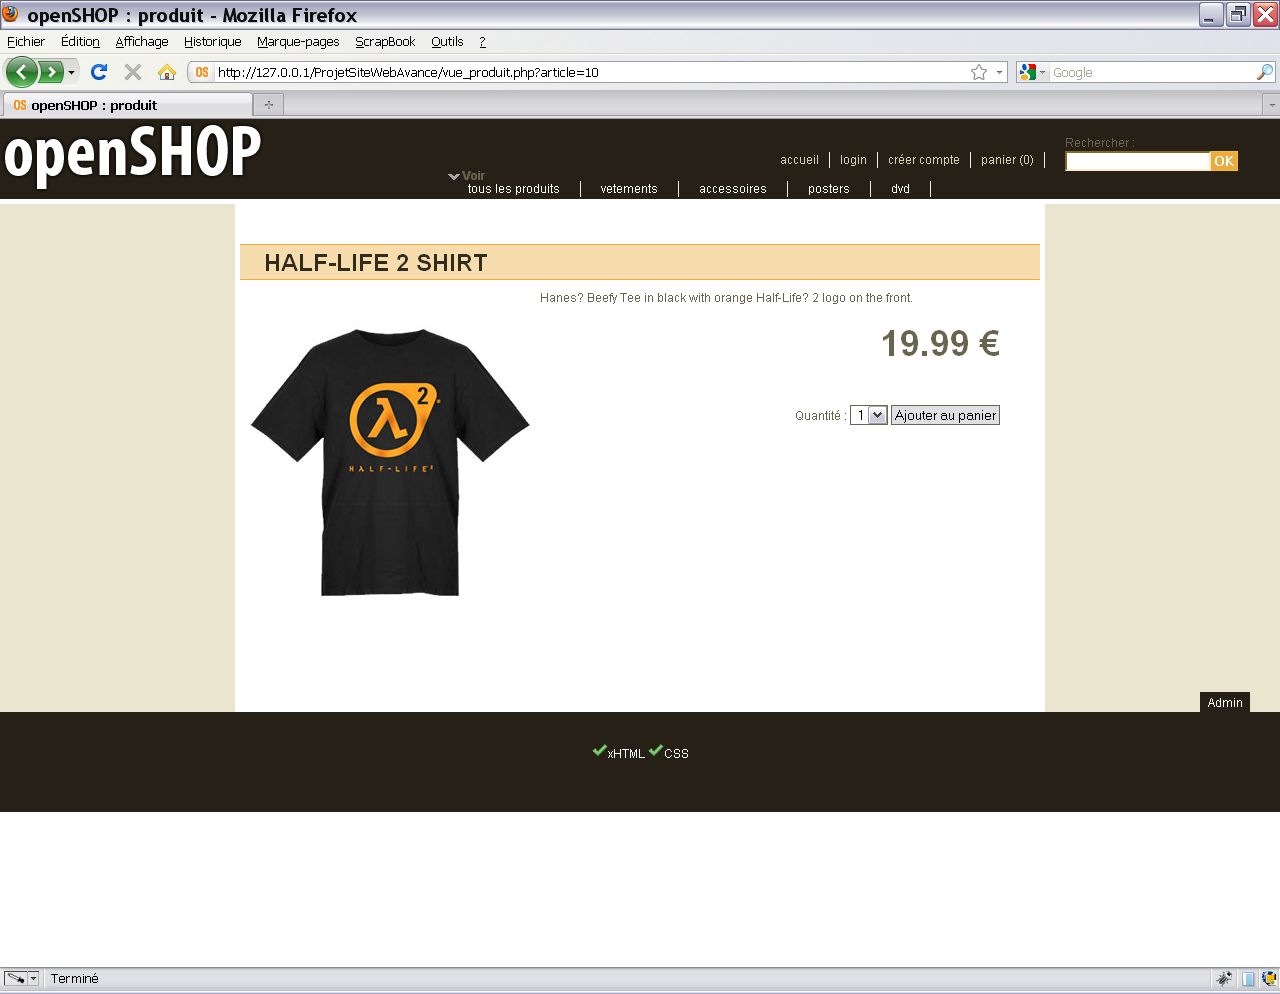 openSHOP : produit - Mozilla Firefox
Fichier Édition Affichage Historique Marque-pages ScrapBook Outils ?
OS http://127.0.0.1/ProjetSiteWebAvance/vue_produit.php?article=10 Google
OS openSHOP : produit
openSHOP
Rechercher :
accueil login créer compte panier (0) OK
Voir
tous les produits vetements accessoires posters dvd
HALF-LIFE 2 SHIRT
Hanes? Beefy Tee in black with orange Half-Life? 2 logo on the front.
19.99 €
2
λ
Quantité : 1 Ajouter au panier
HλLF-LIFE²
Admin
xHTML CSS
Terminé